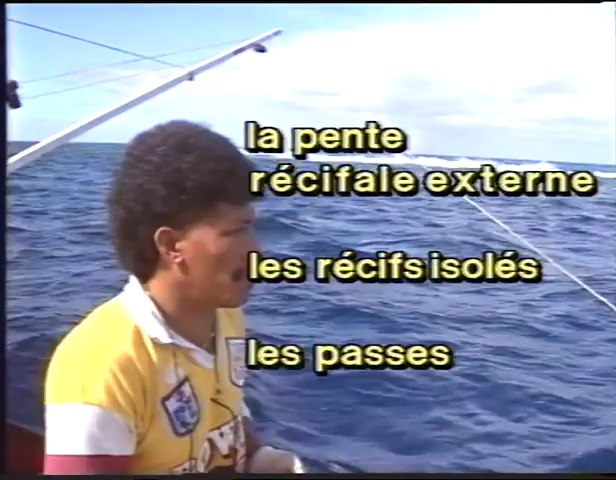 la pente
récifale externe
les récifs isolés
les passes